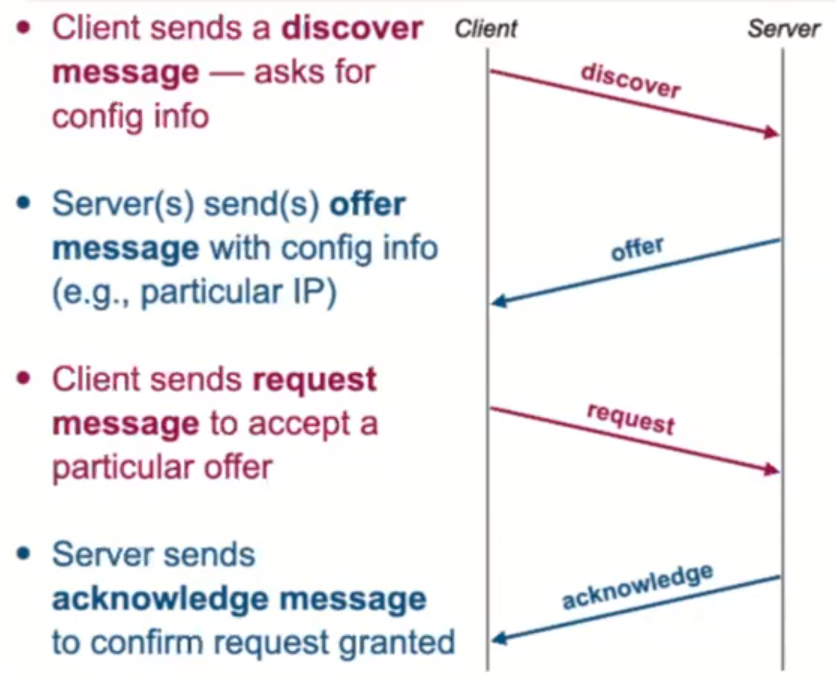 • Client sends a discover
message — asks for
config info
• Server(s) send(s) offer
message with config info
(e.g., particular IP)
• Client sends request
message to accept a
particular offer
• Server sends
acknowledge message
to confirm request granted
Client
Server
discover
offer
request
acknowledge